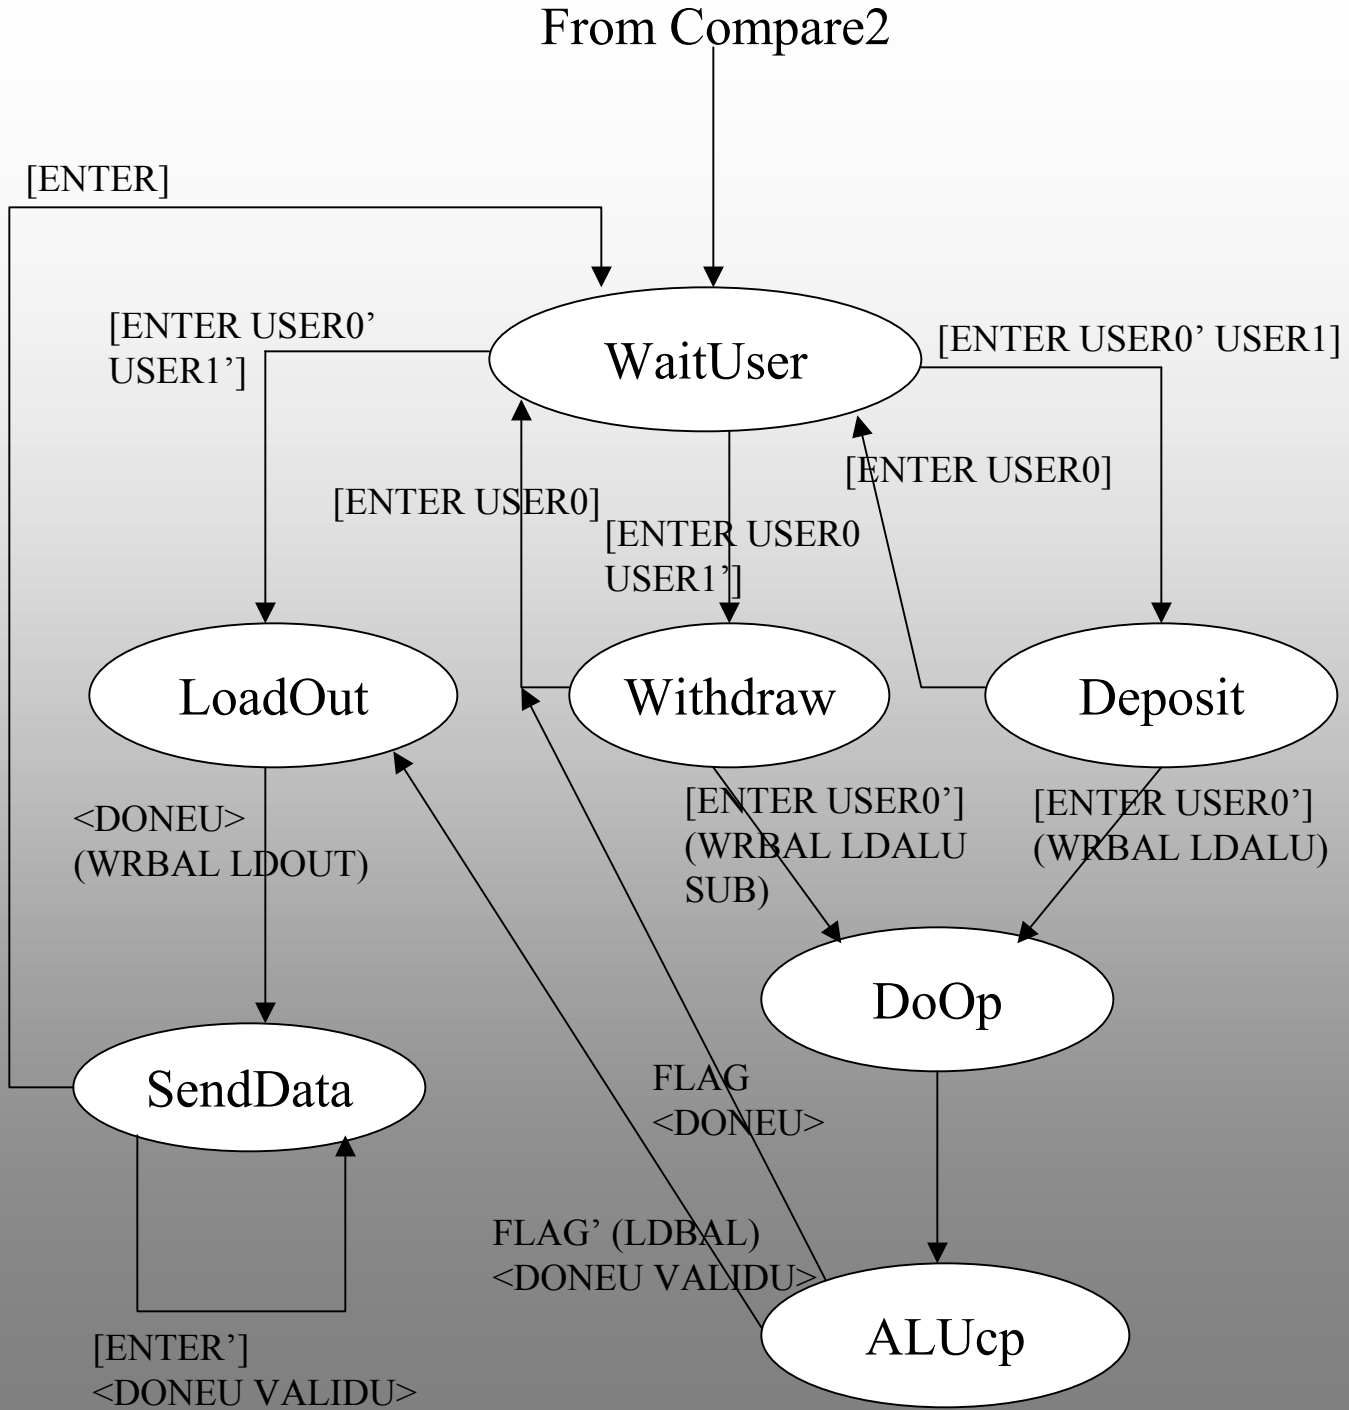 From Compare2
[ENTER]
[ENTER USER0’
USER1’]
WaitUser
[ENTER USER0’ USER1]
[ENTER USER0]
[ENTER USER0]
[ENTER USER0
USER1’]
LoadOut
Withdraw
Deposit
<DONEU>
(WRBAL LDOUT)
[ENTER USER0’]
(WRBAL LDALU
SUB)
[ENTER USER0’]
(WRBAL LDALU)
DoOp
SendData
FLAG
<DONEU>
FLAG’ (LDBAL)
<DONEU VALIDU>
ALUcp
[ENTER’]
<DONEU VALIDU>